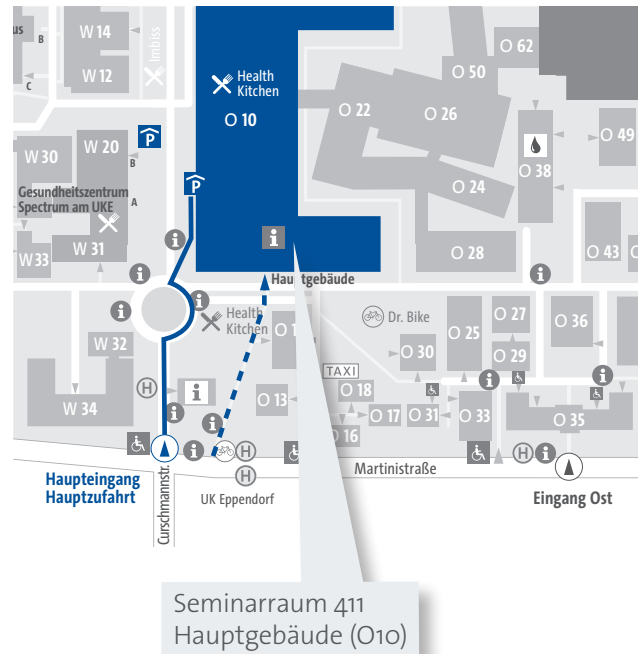 W 14
B
us
W 12
C
Imbiss
Health
Kitchen
O 10
O 62
O 50
O 22
O 26
O 49
O 38
O 24
W 30
W 20
B
P
P
Gesundheitszentrum
Spectrum am UKE
A
W 31
W 33
i
i
O 28
O 43
O
i
i
i
i
Hauptgebäude
Health
Kitchen
O 1
Dr. Bike
O 27
O 25
O 36
O 29
O 30
W 32
H
i
TAXI
O 18
O 13
O 17
O 31
O 33
O 35
i
i
W 34
i
i
O 16
i
H
H
H
i
Haupteingang
Hauptzufahrt
Curschmannstr.
UK Eppendorf
Martinistraße
Eingang Ost
Seminarraum 411
Hauptgebäude (O10)